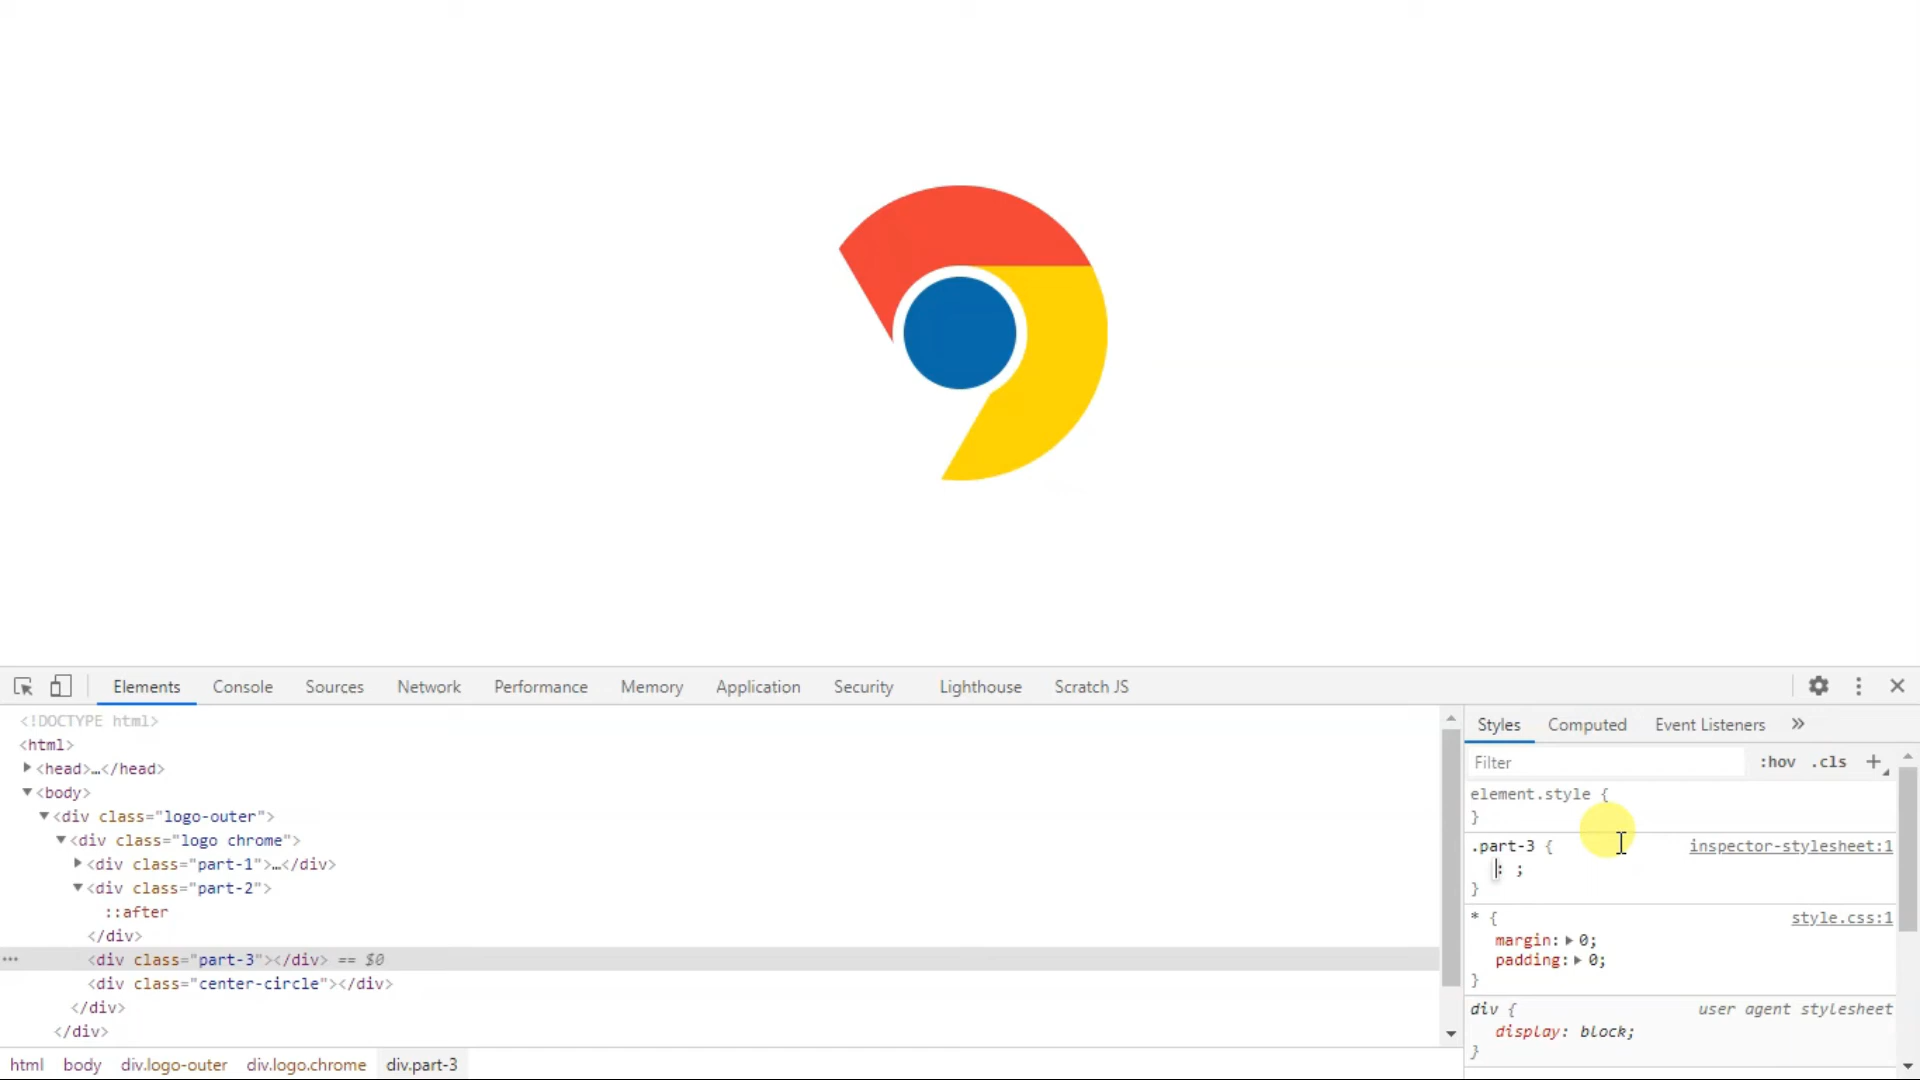 Elements Console Sources Network Performance Memory Application Security Lighthouse Scratch JS
<!DOCTYPE html>
<html>
<head>…</head>
<body>
<div class="logo-outer">
<div class="logo chrome">
<div class="part-1">…</div>
<div class="part-2">
::after
</div>
<div class="part-3"></div> == $0
<div class="center-circle"></div>
</div>
</div>
html body div.logo-outer div.logo.chrome div.part-3
Styles Computed Event Listeners »
Filter :hov .cls +
element.style {
}
.part-3 { inspector-stylesheet:1
: ;
}
* { style.css:1
margin: 0;
padding: 0;
}
div { user agent stylesheet
display: block;
}